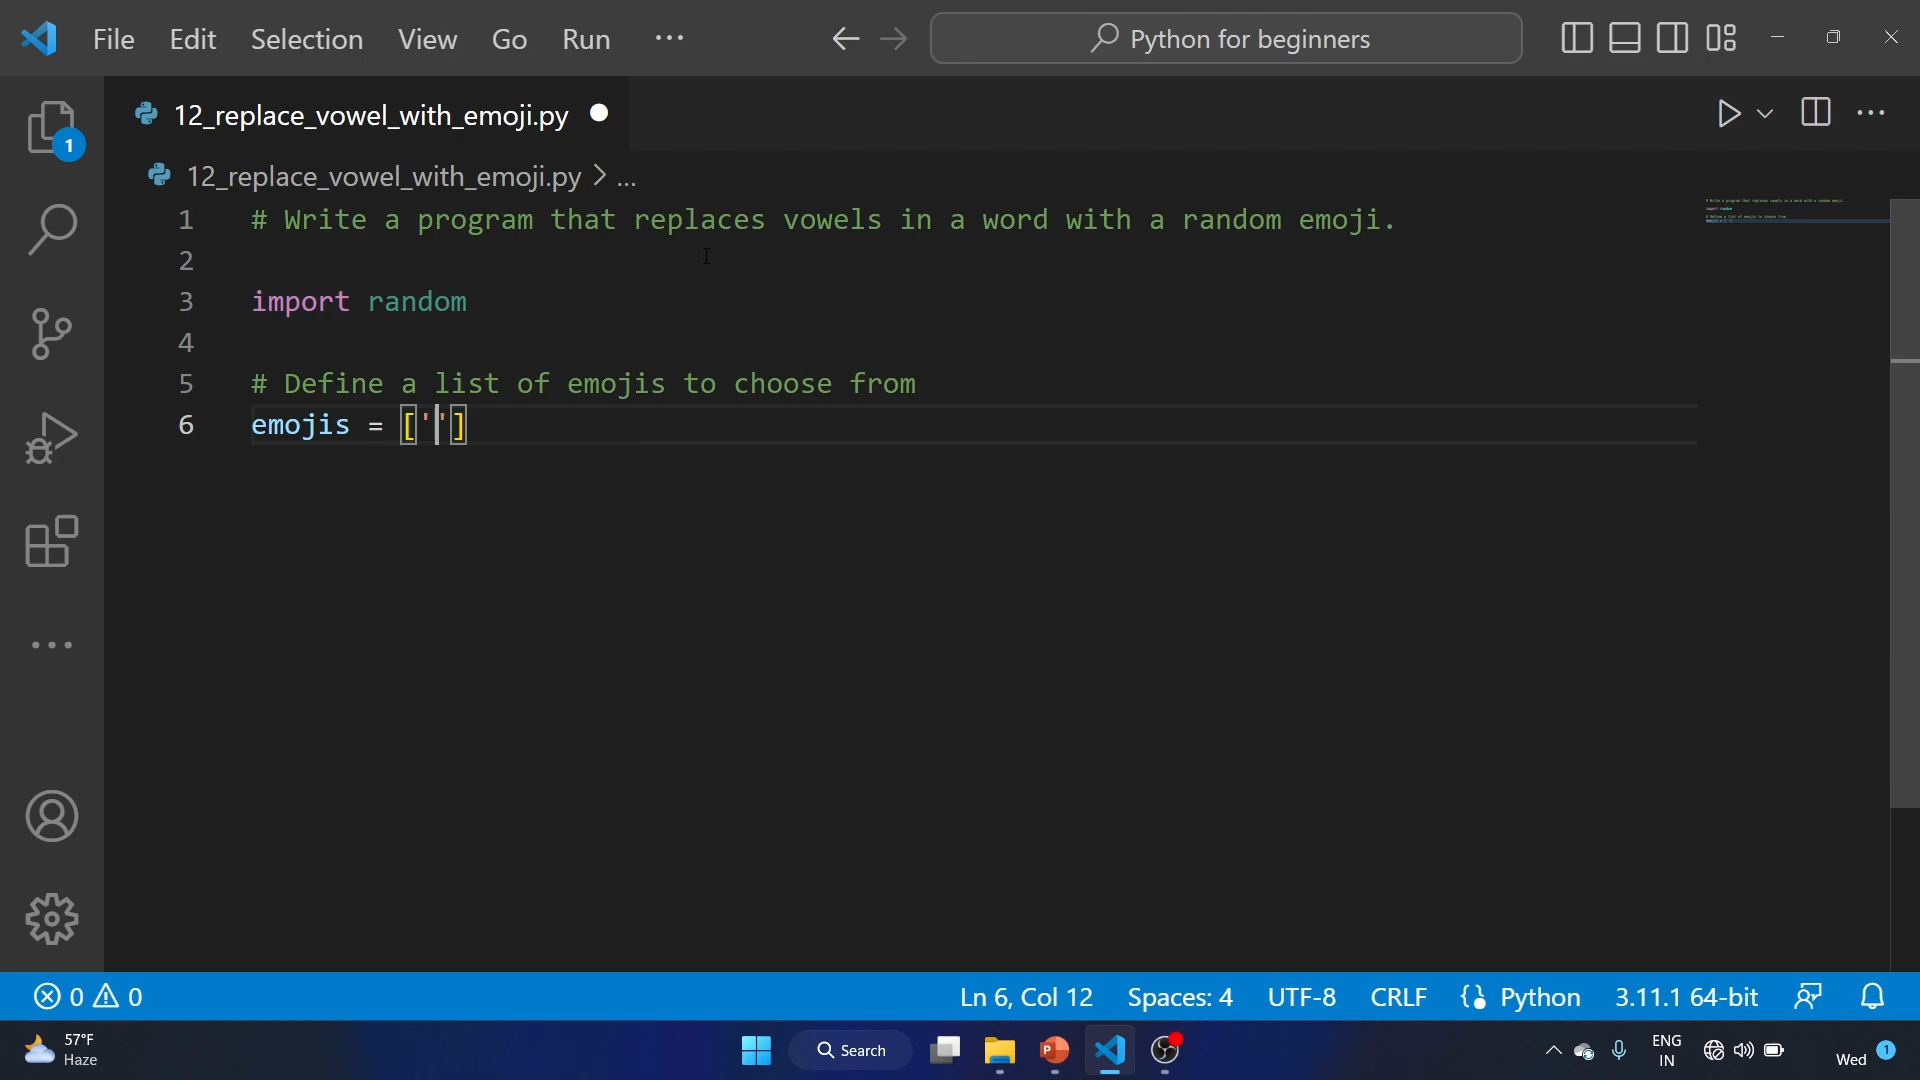 File Edit Selection View Go Run ...
Python for beginners
12_replace_vowel_with_emoji.py
1
12_replace_vowel_with_emoji.py > ...
1 # Write a program that replaces vowels in a word with a random emoji.
2
3 import random
4
5 # Define a list of emojis to choose from
6 emojis = ['']
0 0 Ln 6, Col 12 Spaces: 4 UTF-8 CRLF Python 3.11.1 64-bit
57°F
Haze
Search
ENG
IN
Wed 1